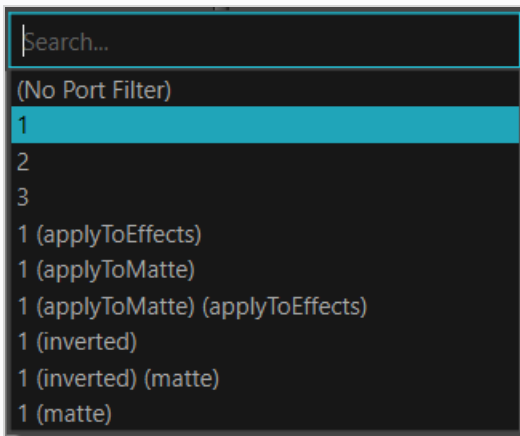 Search...
(No Port Filter)
1
2
3
1 (applyToEffects)
1 (applyToMatte)
1 (applyToMatte) (applyToEffects)
1 (inverted)
1 (inverted) (matte)
1 (matte)